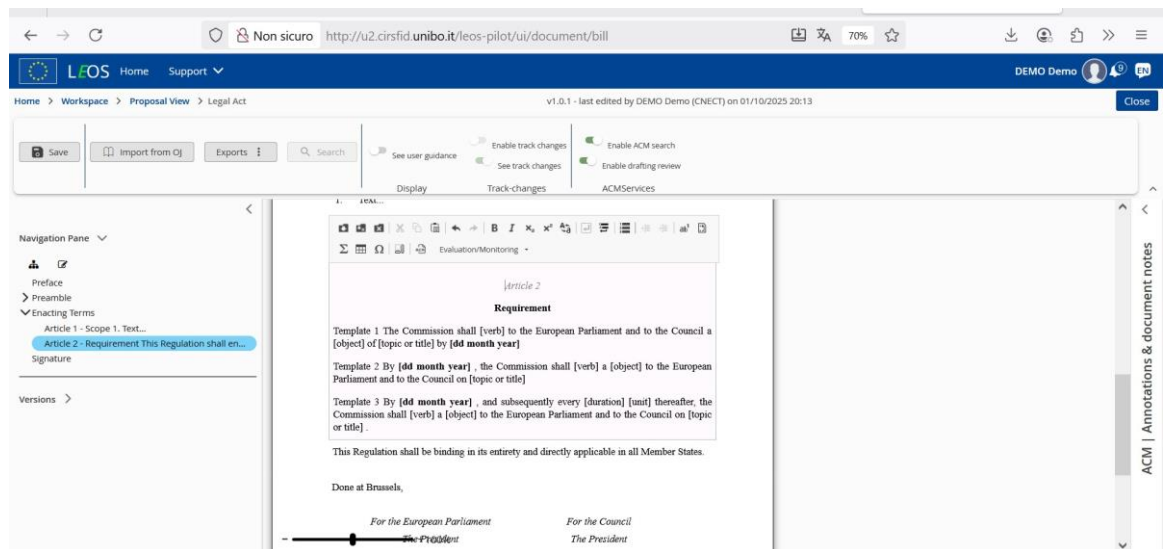 Non sicuro http://u2.cirsfid.unibo.it/leos-pilot/ui/document/bill 70%
LEOS Home Support DEMO Demo 9 EN
Home > Workspace > Proposal View > Legal Act v1.0.1 - last edited by DEMO Demo (CNECT) on 01/10/2025 20:13 Close
Save Import from OJ Exports Search See user guidance Enable track changes Enable ACM search
See track changes Enable drafting review
Display Track-changes ACMServices
1. Text...
Navigation Pane
Preface
Preamble
Enacting Terms
Article 1 - Scope 1. Text...
Article 2 - Requirement This Regulation shall en...
Signature
Versions
Evaluation/Monitoring
Article 2
Requirement
Template 1 The Commission shall [verb] to the European Parliament and to the Council a
[object] of [topic or title] by [dd month year]
Template 2 By [dd month year] , the Commission shall [verb] a [object] to the European
Parliament and to the Council on [topic or title]
Template 3 By [dd month year] , and subsequently every [duration] [unit] thereafter, the
Commission shall [verb] a [object] to the European Parliament and to the Council on [topic
or title] .
This Regulation shall be binding in its entirety and directly applicable in all Member States.
Done at Brussels,
For the European Parliament For the Council
The President The President
ACM | Annotations & document notes